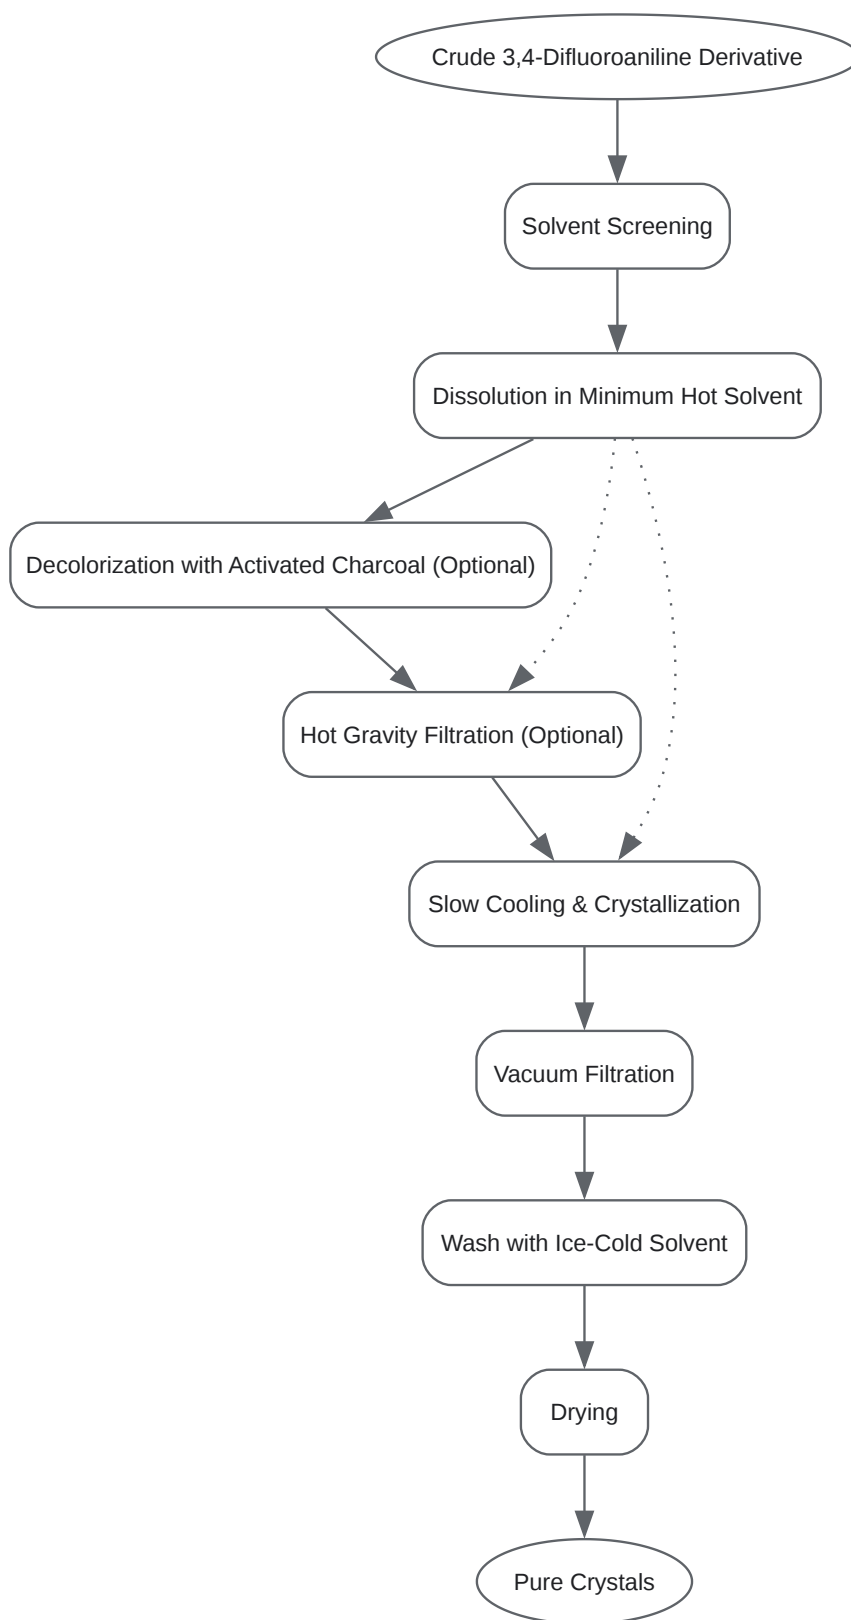 Crude 3,4-Difluoroaniline Derivative
Solvent Screening
Dissolution in Minimum Hot Solvent
Decolorization with Activated Charcoal (Optional)
Hot Gravity Filtration (Optional)
Slow Cooling & Crystallization
Vacuum Filtration
Wash with Ice-Cold Solvent
Drying
Pure Crystals